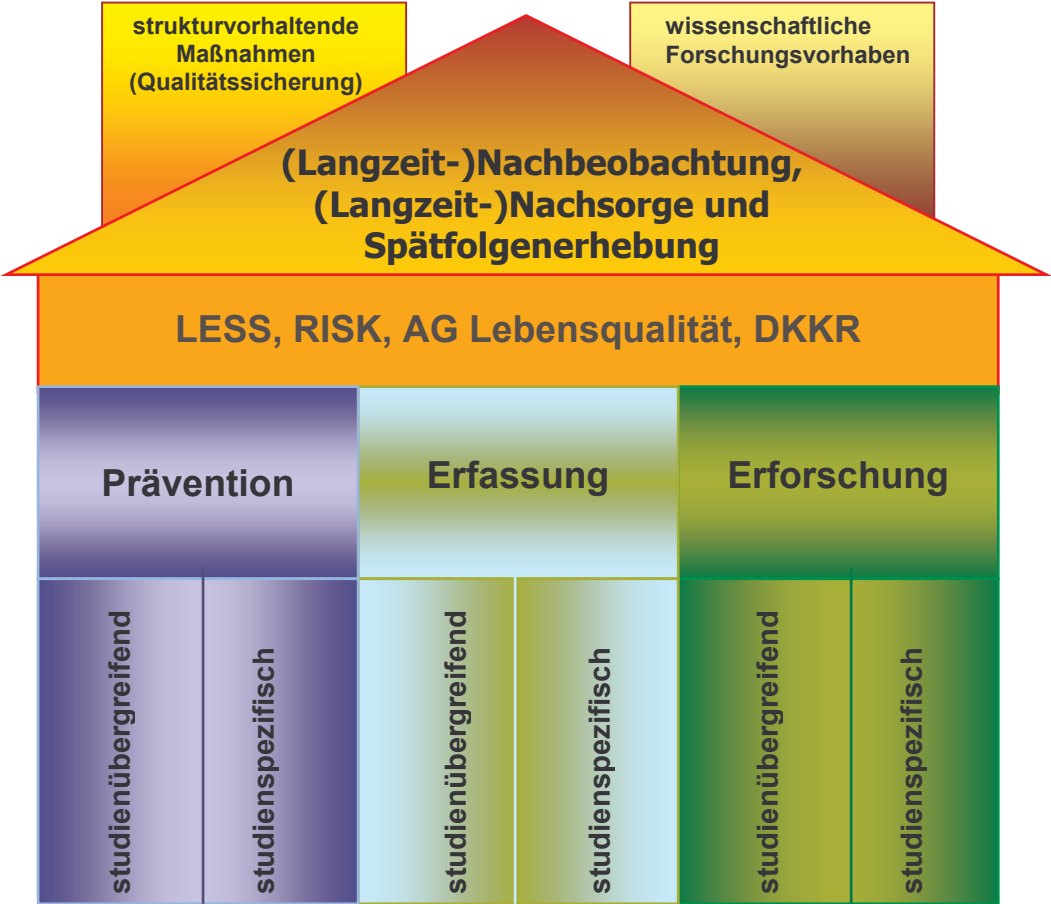 strukturvorhaltende
Maßnahmen
(Qualitätssicherung)
wissenschaftliche
Forschungsvorhaben
(Langzeit-)Nachbeobachtung,
(Langzeit-)Nachsorge und
Spätfolgenerhebung
LESS, RISK, AG Lebensqualität, DKKR
Prävention
Erfassung
Erforschung
studienübergreifend
studienspezifisch
studienübergreifend
studienspezifisch
studienübergreifend
studienspezifisch